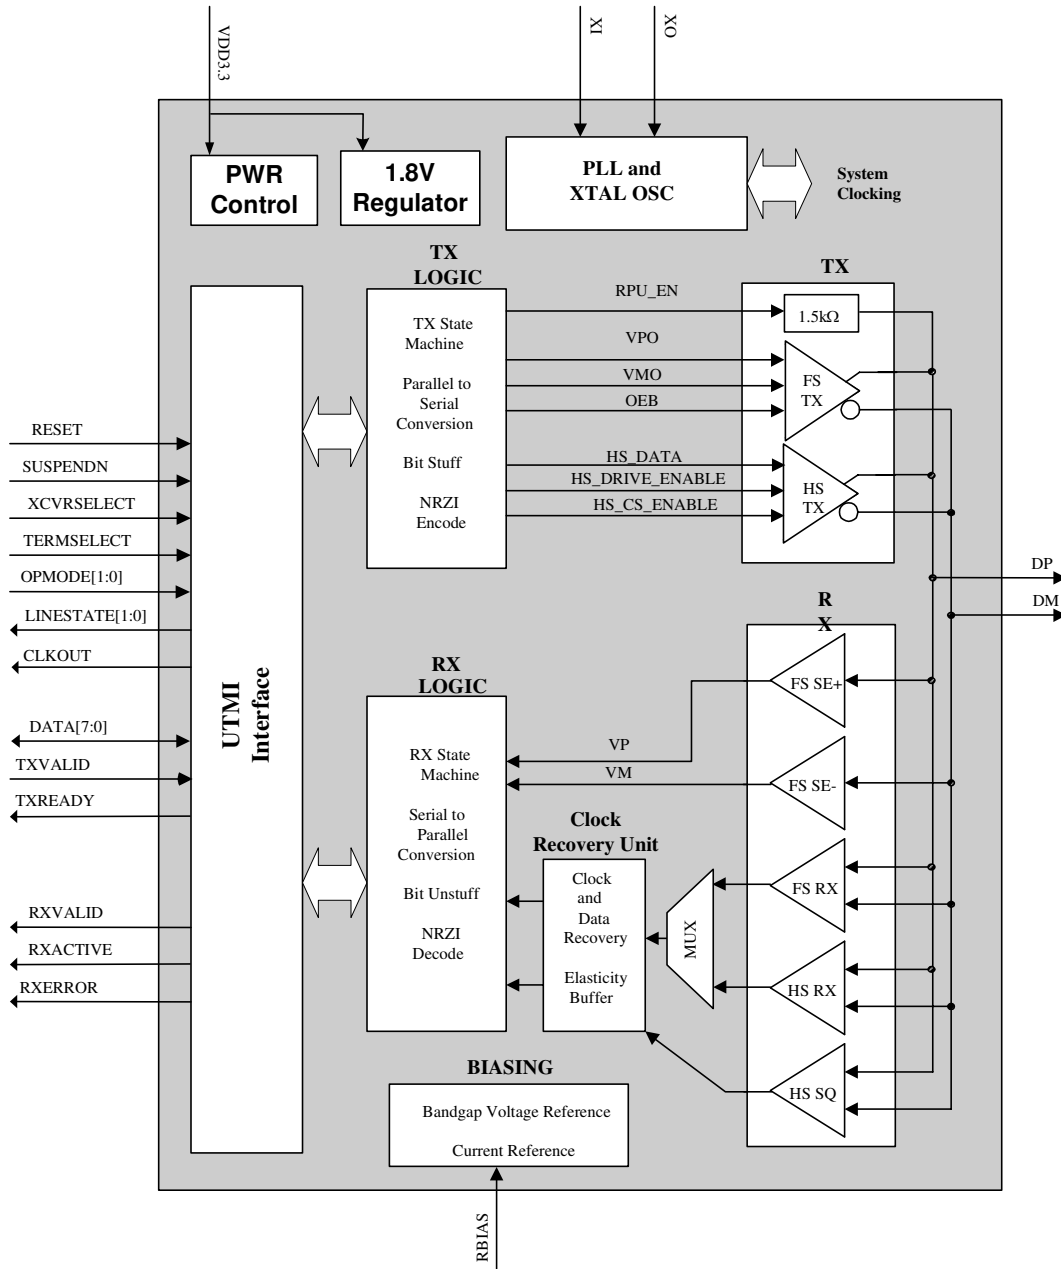 VDD3.3
XI
XO
PWR
Control
1.8V
Regulator
PLL and
XTAL OSC
System
Clocking
TX
LOGIC
TX State
Machine
Parallel to
Serial
Conversion
Bit Stuff
NRZI
Encode
RPU_EN
VPO
VMO
OEB
HS_DATA
HS_DRIVE_ENABLE
HS_CS_ENABLE
TX
1.5kΩ
FS
TX
HS
TX
RESET
SUSPENDN
XCVRSELECT
TERMSELECT
OPMODE[1:0]
LINESTATE[1:0]
CLKOUT
DATA[7:0]
TXVALID
TXREADY
RXVALID
RXACTIVE
RXERROR
UTMI
Interface
DP
DM
RX
LOGIC
RX State
Machine
Serial to
Parallel
Conversion
Bit Unstuff
NRZI
Decode
VP
VM
Clock
Recovery Unit
Clock
and
Data
Recovery
Elasticity
Buffer
MUX
R
X
FS SE+
FS SE-
FS RX
HS RX
HS SQ
BIASING
Bandgap Voltage Reference
Current Reference
RBIAS